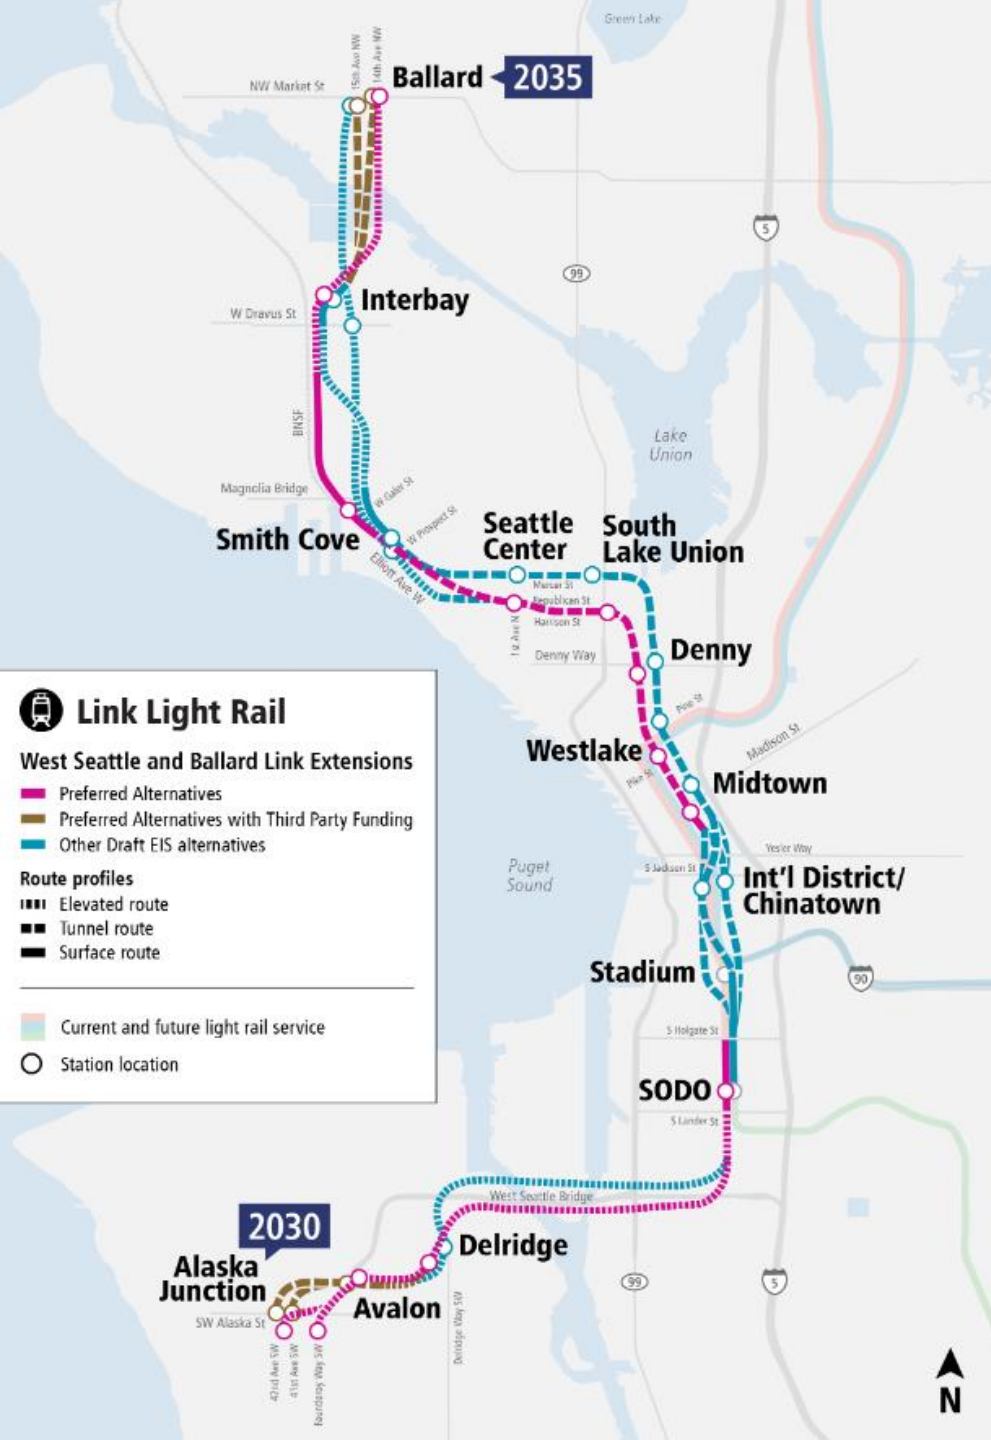 Green Lake
15th Ave NW
14th Ave NW
NW Market St
Ballard
2035
5
99
Interbay
W Dravus St
BNSF
Lake
Union
Magnolia Bridge
W Galer St
W Prospect St
Smith Cove
Elliott Ave W
Seattle
Center
South
Lake Union
Mercer St
Republican St
Harrison St
1st Ave N
Denny Way
Denny
Pine St
Madison St
Westlake
Pike St
Midtown
Yesler Way
S Jackson St
Int'l District/
Chinatown
Puget
Sound
Stadium
90
S Holgate St
SODO
S Lander St
Link Light Rail
West Seattle and Ballard Link Extensions
Preferred Alternatives
Preferred Alternatives with Third Party Funding
Other Draft EIS alternatives
Route profiles
Elevated route
Tunnel route
Surface route
Current and future light rail service
Station location
West Seattle Bridge
2030
Delridge
Alaska
Junction
Avalon
SW Alaska St
99
5
42nd Ave SW
41st Ave SW
Fauntleroy Way SW
Delridge Way SW
N